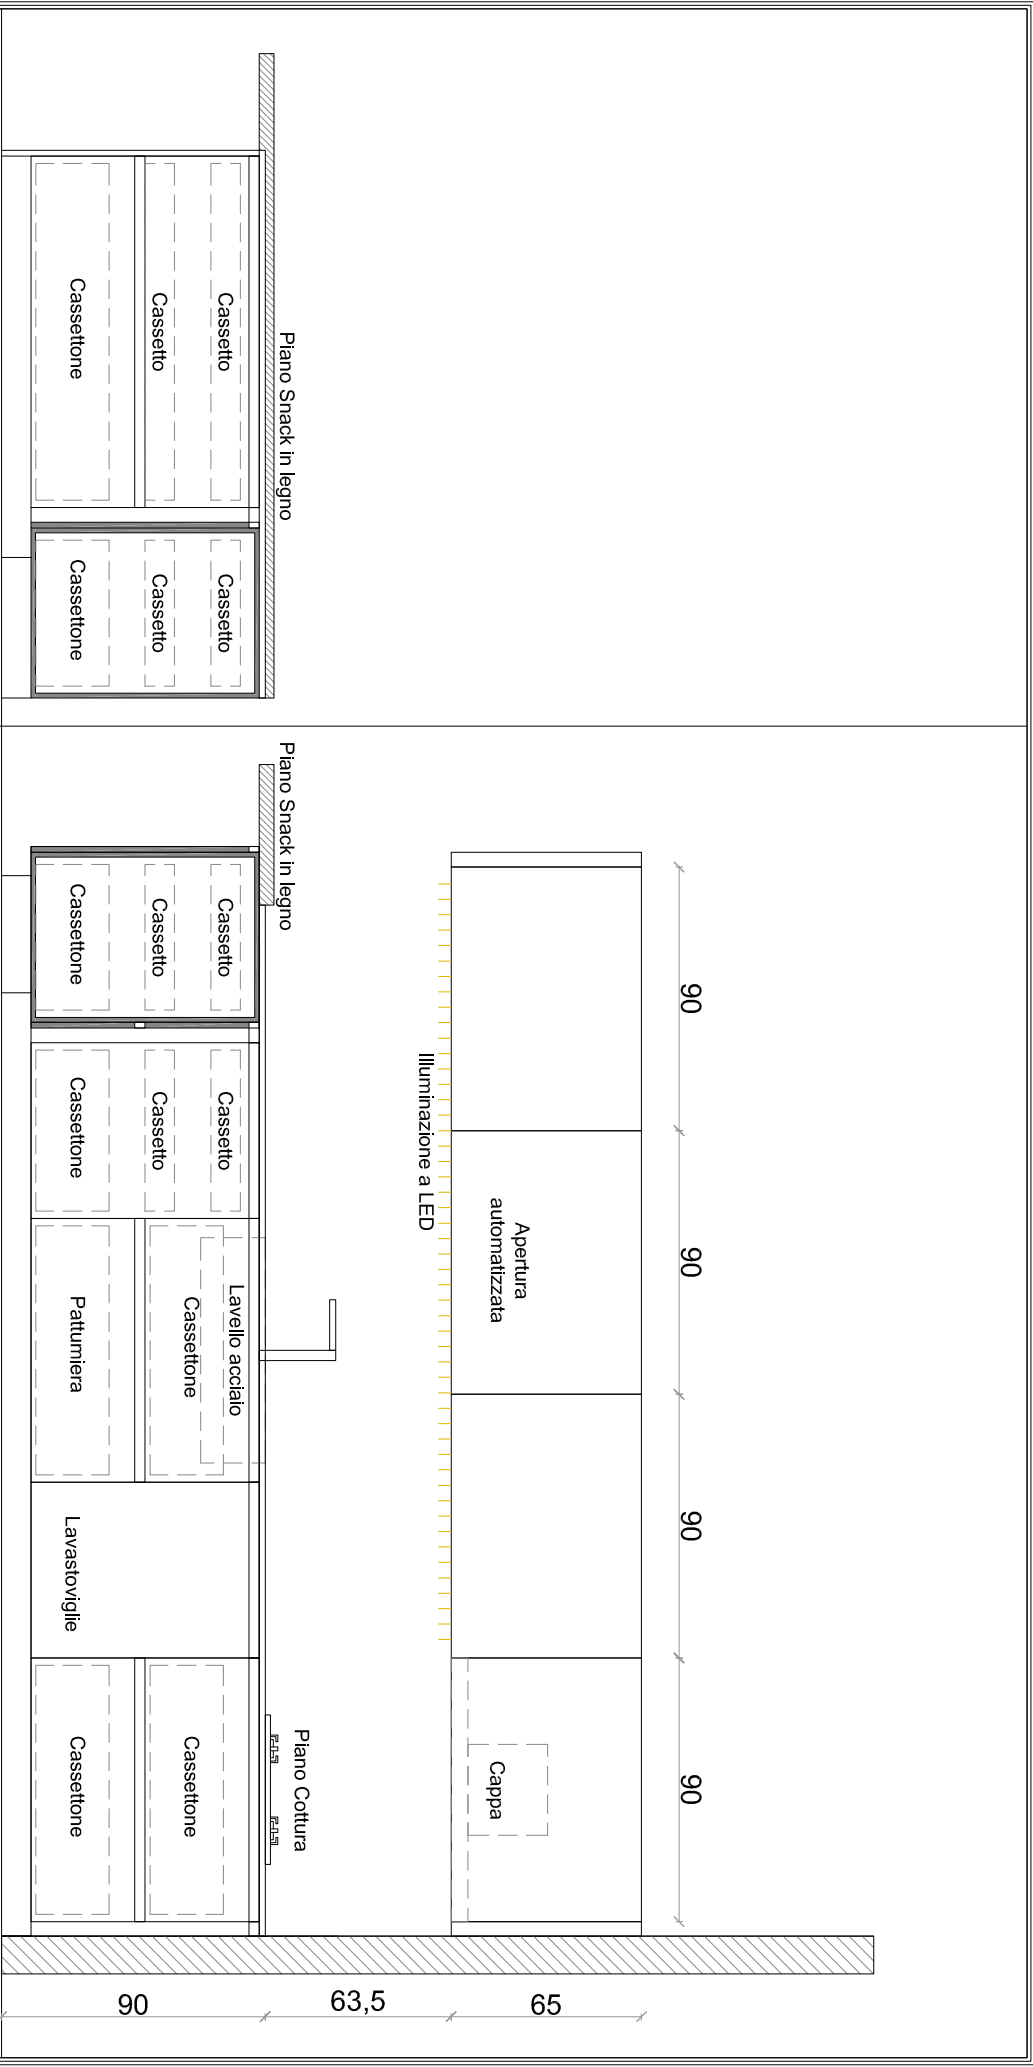 Piano Snack in legno
Cassetto
Cassetto
Cassetto
Cassetto
Cassettone
Cassettone
90
90
90
90
Apertura
automatizzata
Cappa
Illuminazione a LED
Piano Snack in legno
Piano Cottura
Cassetto
Cassetto
Lavello acciaio
Cassettone
Cassettone
Cassetto
Cassetto
Cassettone
Cassettone
Pattumiera
Lavastoviglie
Cassettone
65
63,5
90